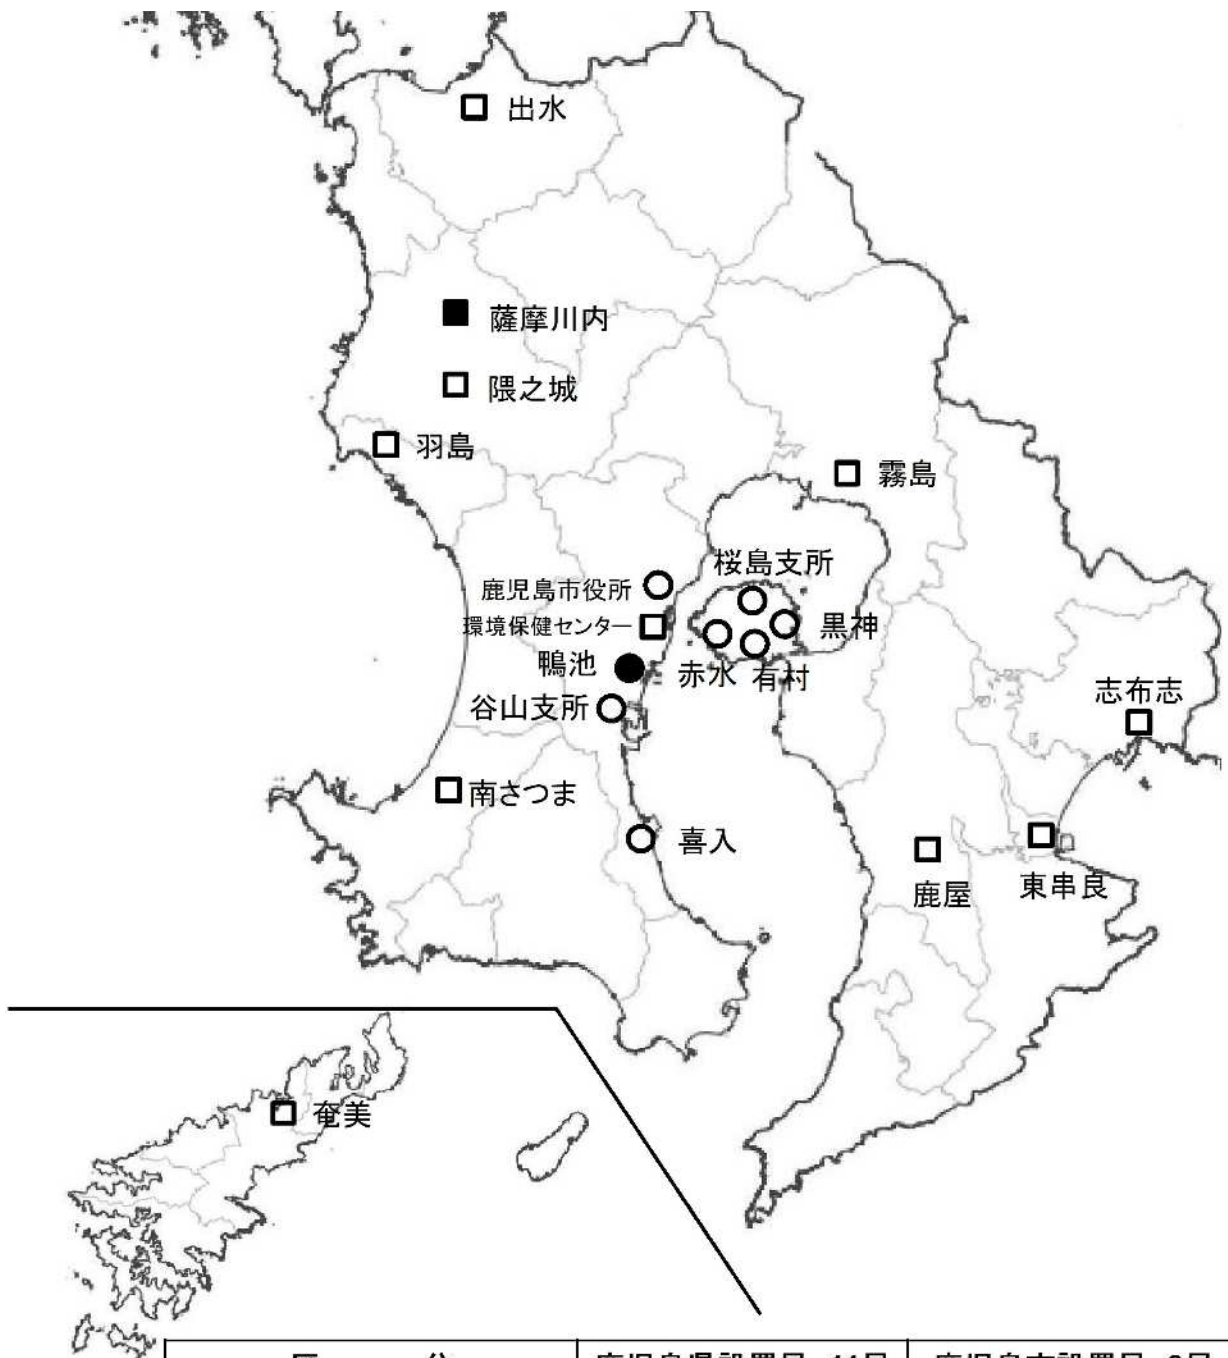 出水
薩摩川内
隈之城
羽島
霧島
桜島支所
鹿児島市役所
環境保健センター
黒神
鴨池
赤水
有村
谷山支所
志布志
南さつま
喜入
鹿屋
東串良
奄美